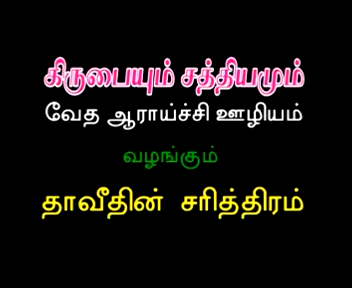 கிருபையும் சத்தியமும்
வேத ஆராய்ச்சி ஊழியம்
வழங்கும்
தாவீதின் சரித்திரம்